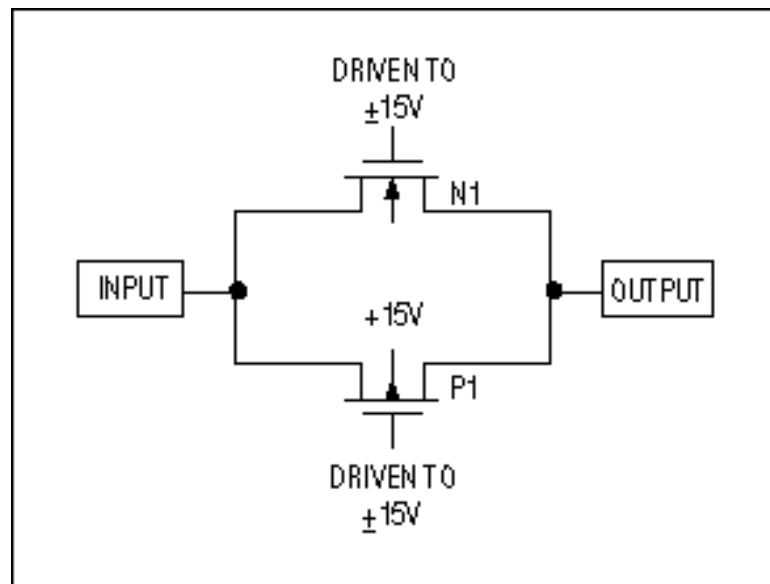 DRIVEN TO
±15V
N1
INPUT
OUTPUT
+15V
P1
DRIVEN TO
±15V